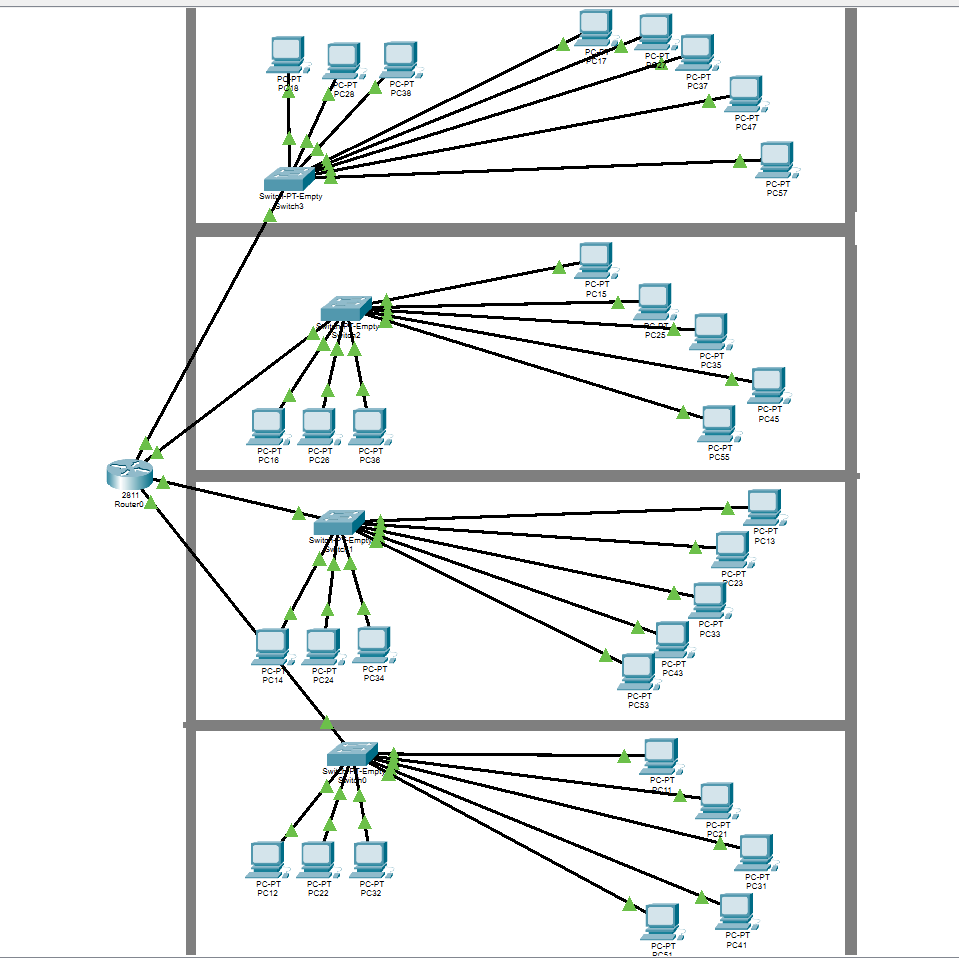 PC-PT
PC18
PC-PT
PC28
PC-PT
PC38
PC-PT
PC17
PC-PT
PC27
PC-PT
PC37
PC-PT
PC47
PC-PT
PC57
Switch-PT-Empty
Switch3
PC-PT
PC15
PC-PT
PC25
PC-PT
PC35
PC-PT
PC45
PC-PT
PC55
Switch-PT-Empty
Switch2
PC-PT
PC16
PC-PT
PC26
PC-PT
PC36
2811
Router0
PC-PT
PC13
PC-PT
PC23
PC-PT
PC33
PC-PT
PC43
PC-PT
PC53
Switch-PT-Empty
Switch1
PC-PT
PC14
PC-PT
PC24
PC-PT
PC34
Switch-PT-Empty
Switch0
PC-PT
PC11
PC-PT
PC21
PC-PT
PC31
PC-PT
PC41
PC-PT
PC51
PC-PT
PC12
PC-PT
PC22
PC-PT
PC32